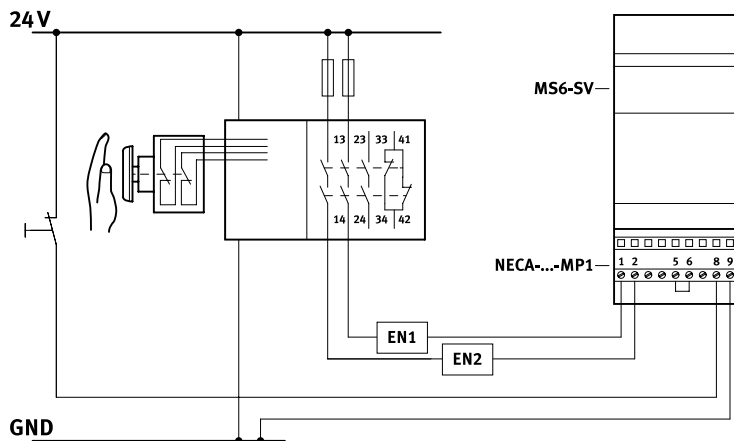 24 V
MS6-SV
13 23 33 41
14 24 34 42
NECA-...-MP1
1 2 5 6 8 9
EN1
EN2
GND